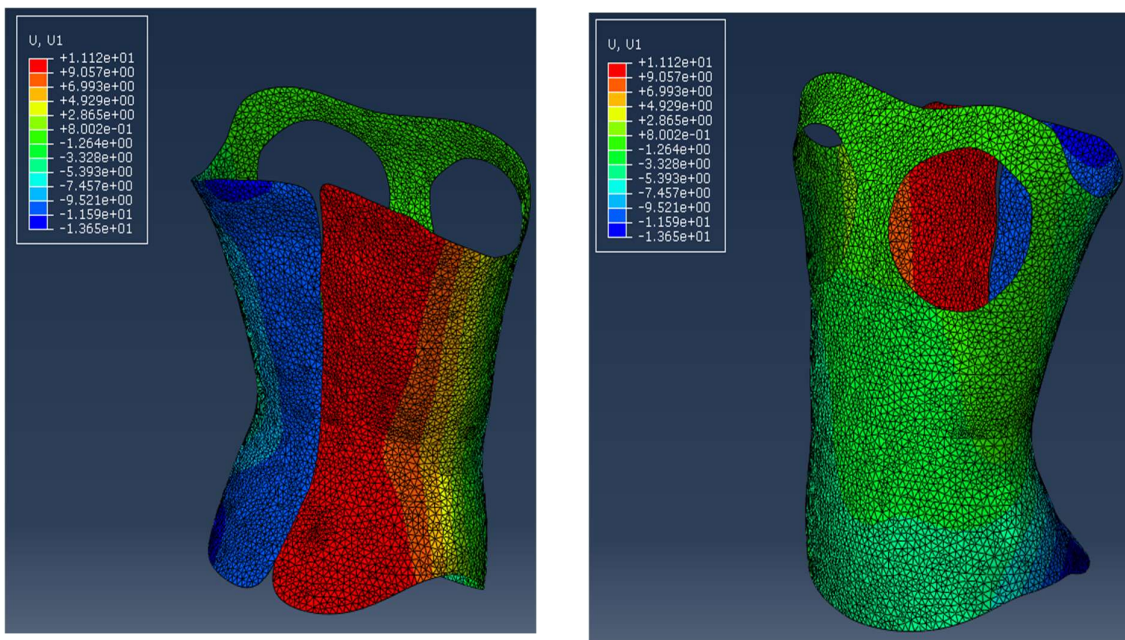 U, U1
+1.112e+01
+9.057e+00
+6.993e+00
+4.929e+00
+2.865e+00
+8.002e-01
-1.264e+00
-3.328e+00
-5.393e+00
-7.457e+00
-9.521e+00
-1.159e+01
-1.365e+01
U, U1
+1.112e+01
+9.057e+00
+6.993e+00
+4.929e+00
+2.865e+00
+8.002e-01
-1.264e+00
-3.328e+00
-5.393e+00
-7.457e+00
-9.521e+00
-1.159e+01
-1.365e+01